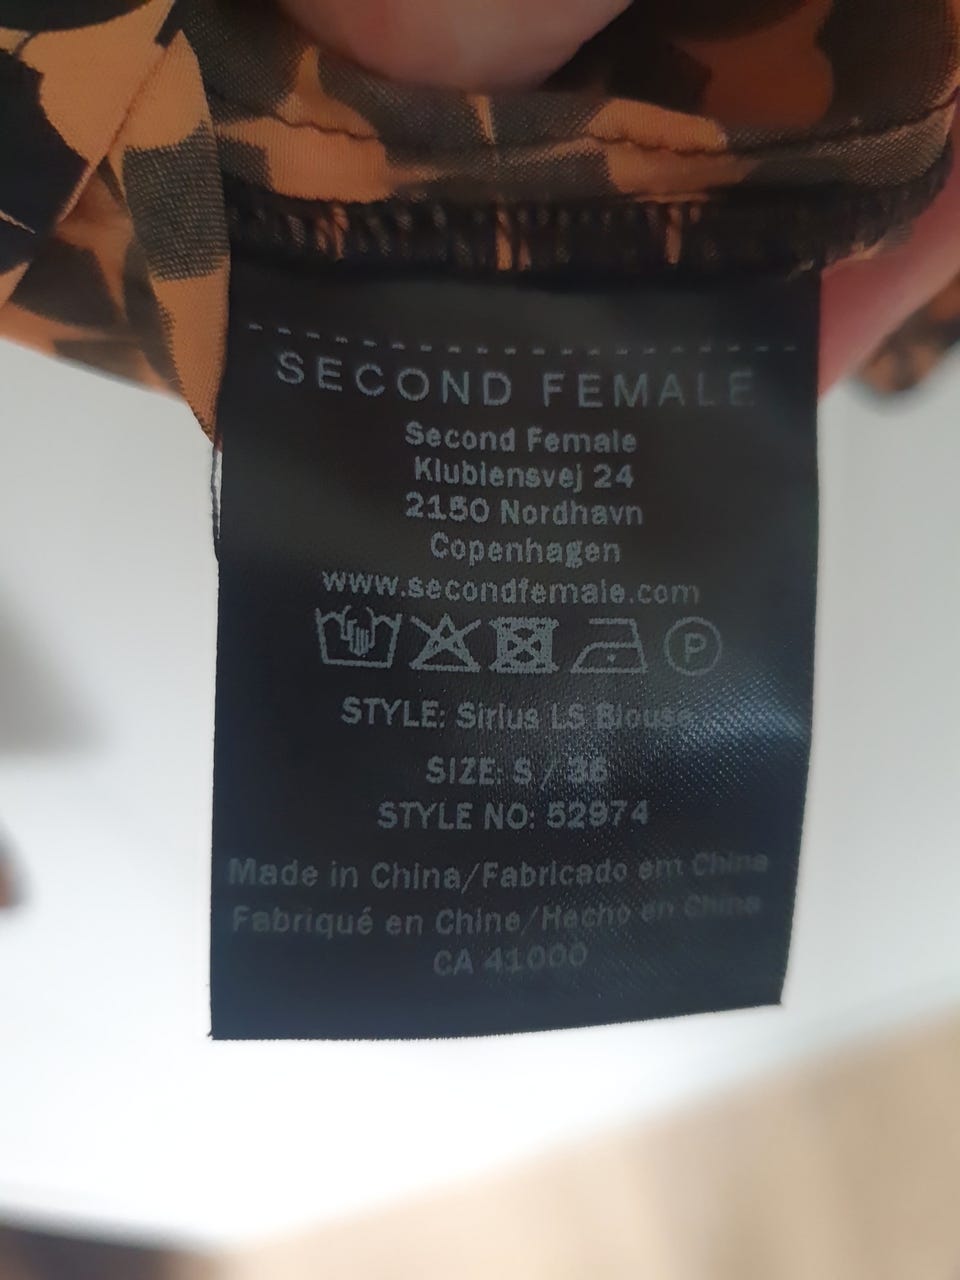 SECOND FEMALE
Second Female
Klubiensvej 24
2150 Nordhavn
Copenhagen
www.secondfemale.com
P
STYLE: Sirius LS Blouse
SIZE: S / 36
STYLE NO: 52974
Made in China/Fabricado em China
Fabriqué en Chine/Hecho en China
CA 41000